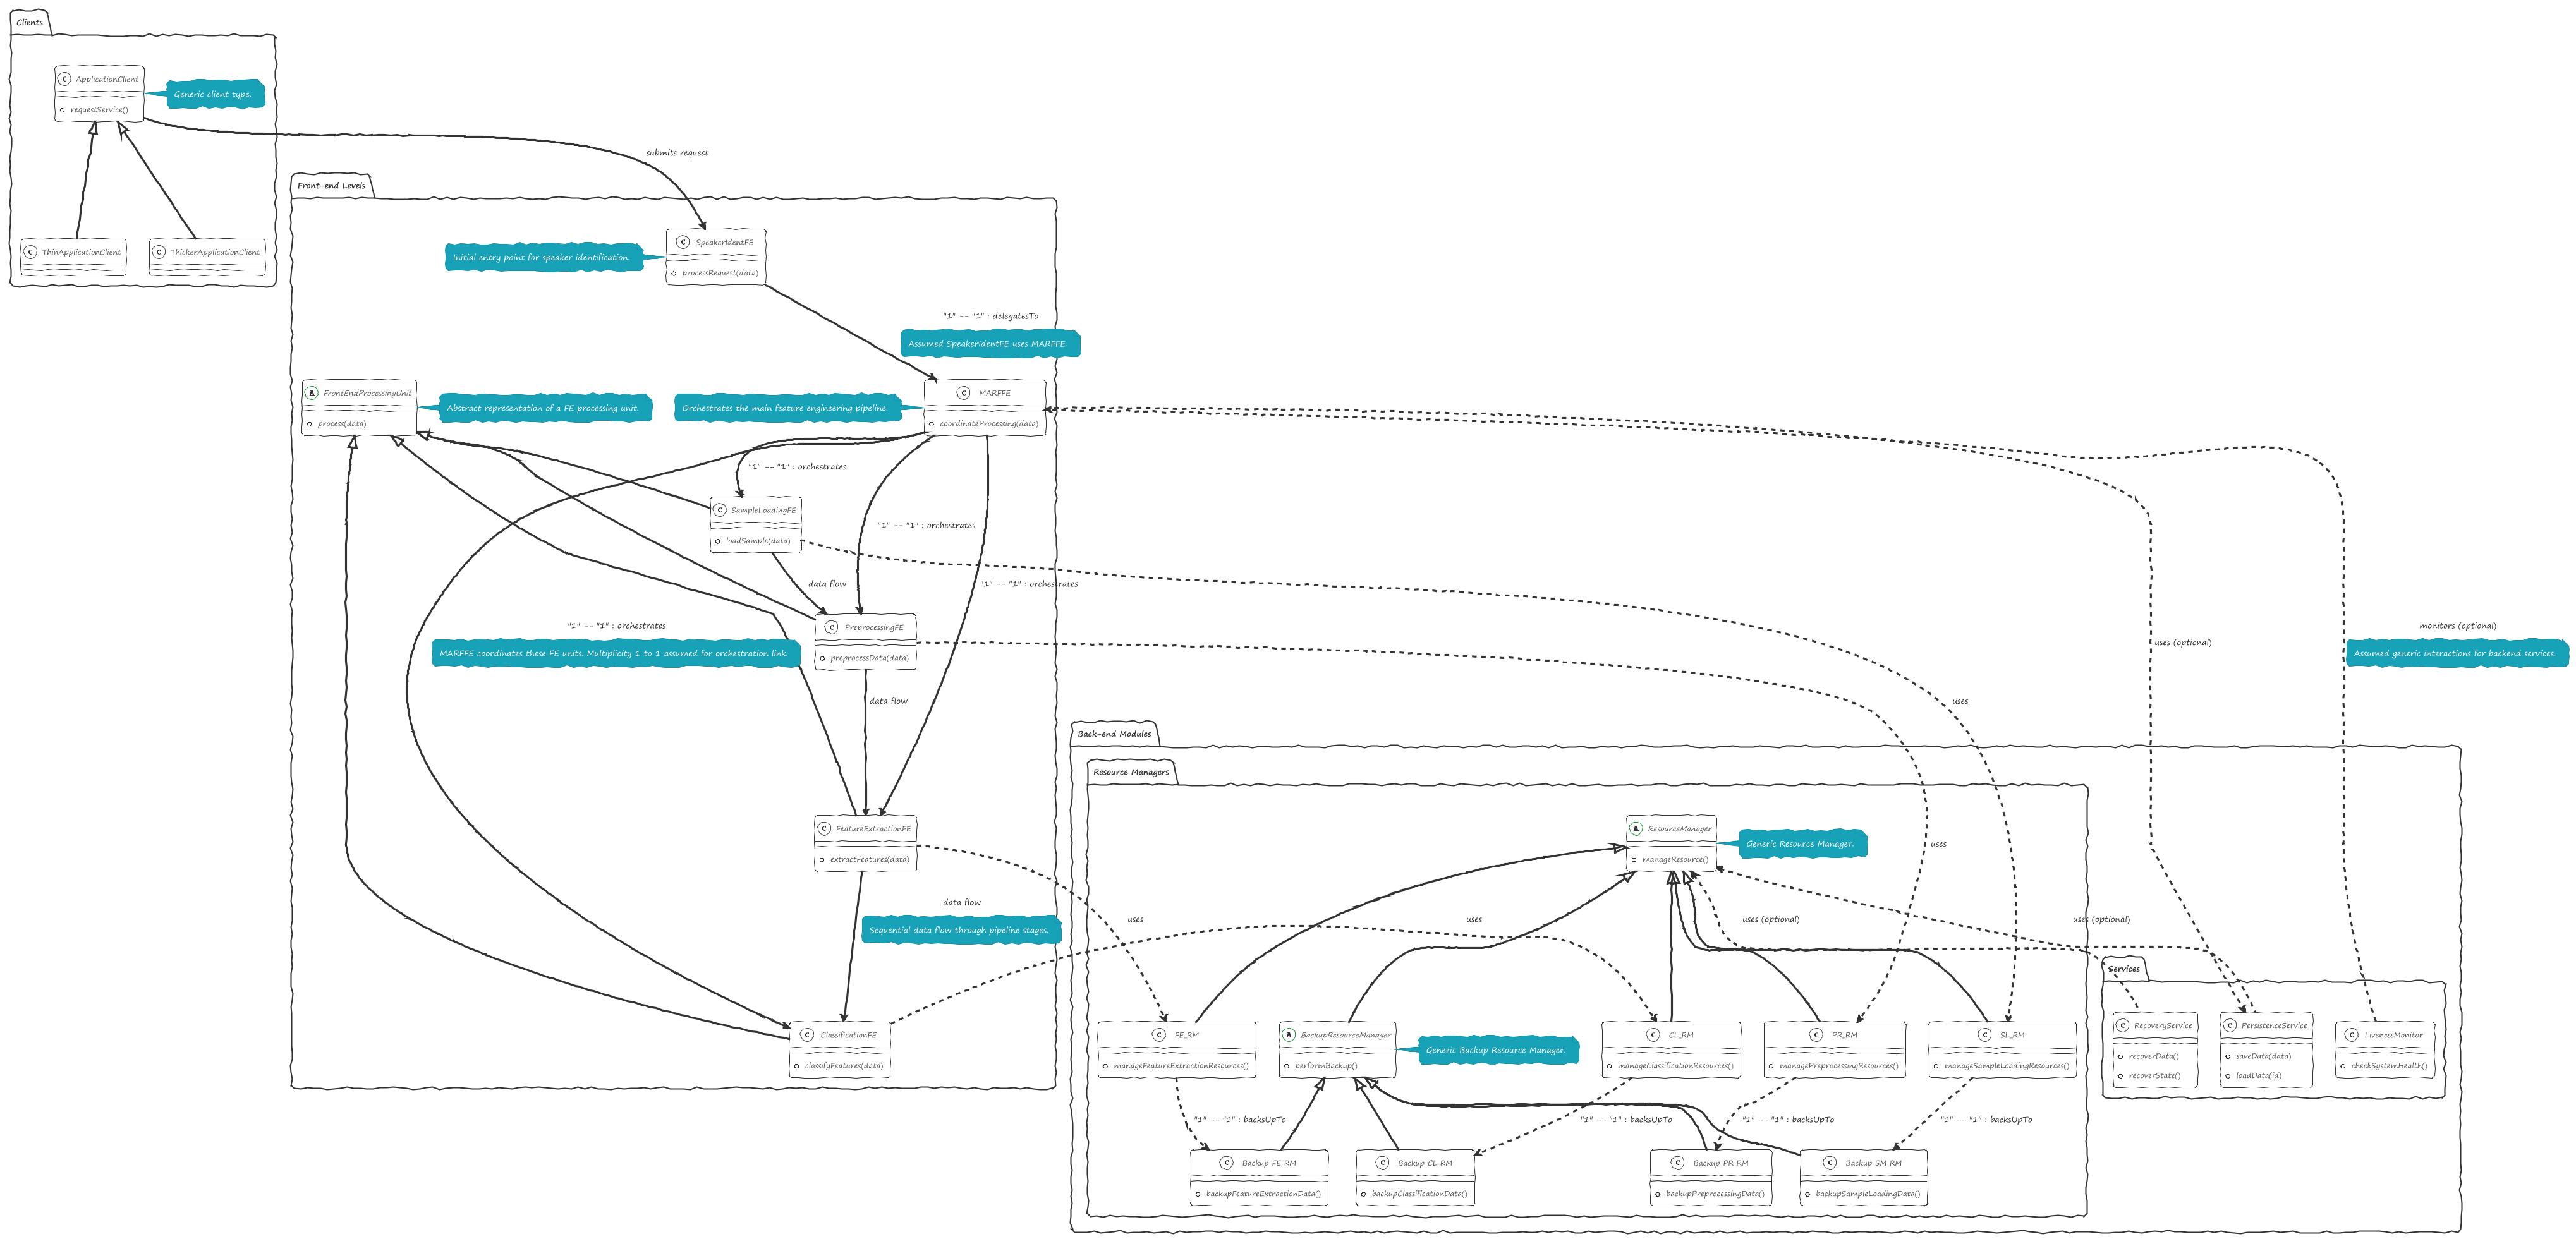 Clients
C ApplicationClient
requestService()
Generic client type.
C ThinApplicationClient
C ThickerApplicationClient
submits request
Front-end Levels
C SpeakerIdentFE
processRequest(data)
Initial entry point for speaker identification.
"1" -- "1" : delegatesTo
Assumed SpeakerIdentFE uses MARFFE.
A FrontEndProcessingUnit
process(data)
Abstract representation of a FE processing unit.
Orchestrates the main feature engineering pipeline.
C MARFFE
coordinateProcessing(data)
"1" -- "1" : orchestrates
C SampleLoadingFE
loadSample(data)
"1" -- "1" : orchestrates
data flow
"1" -- "1" : orchestrates
"1" -- "1" : orchestrates
MARFFE coordinates these FE units. Multiplicity 1 to 1 assumed for orchestration link.
C PreprocessingFE
preprocessData(data)
data flow
C FeatureExtractionFE
extractFeatures(data)
data flow
Sequential data flow through pipeline stages.
C ClassificationFE
classifyFeatures(data)
monitors (optional)
Assumed generic interactions for backend services.
uses (optional)
uses
Back-end Modules
Resource Managers
A ResourceManager
manageResource()
Generic Resource Manager.
uses
uses
uses
uses (optional)
uses (optional)
C FE_RM
manageFeatureExtractionResources()
A BackupResourceManager
performBackup()
Generic Backup Resource Manager.
C CL_RM
manageClassificationResources()
C PR_RM
managePreprocessingResources()
C SL_RM
manageSampleLoadingResources()
Services
C RecoveryService
recoverData()
recoverState()
C PersistenceService
saveData(data)
loadData(id)
C LivenessMonitor
checkSystemHealth()
"1" -- "1" : backsUpTo
"1" -- "1" : backsUpTo
"1" -- "1" : backsUpTo
"1" -- "1" : backsUpTo
C Backup_FE_RM
backupFeatureExtractionData()
C Backup_CL_RM
backupClassificationData()
C Backup_PR_RM
backupPreprocessingData()
C Backup_SM_RM
backupSampleLoadingData()